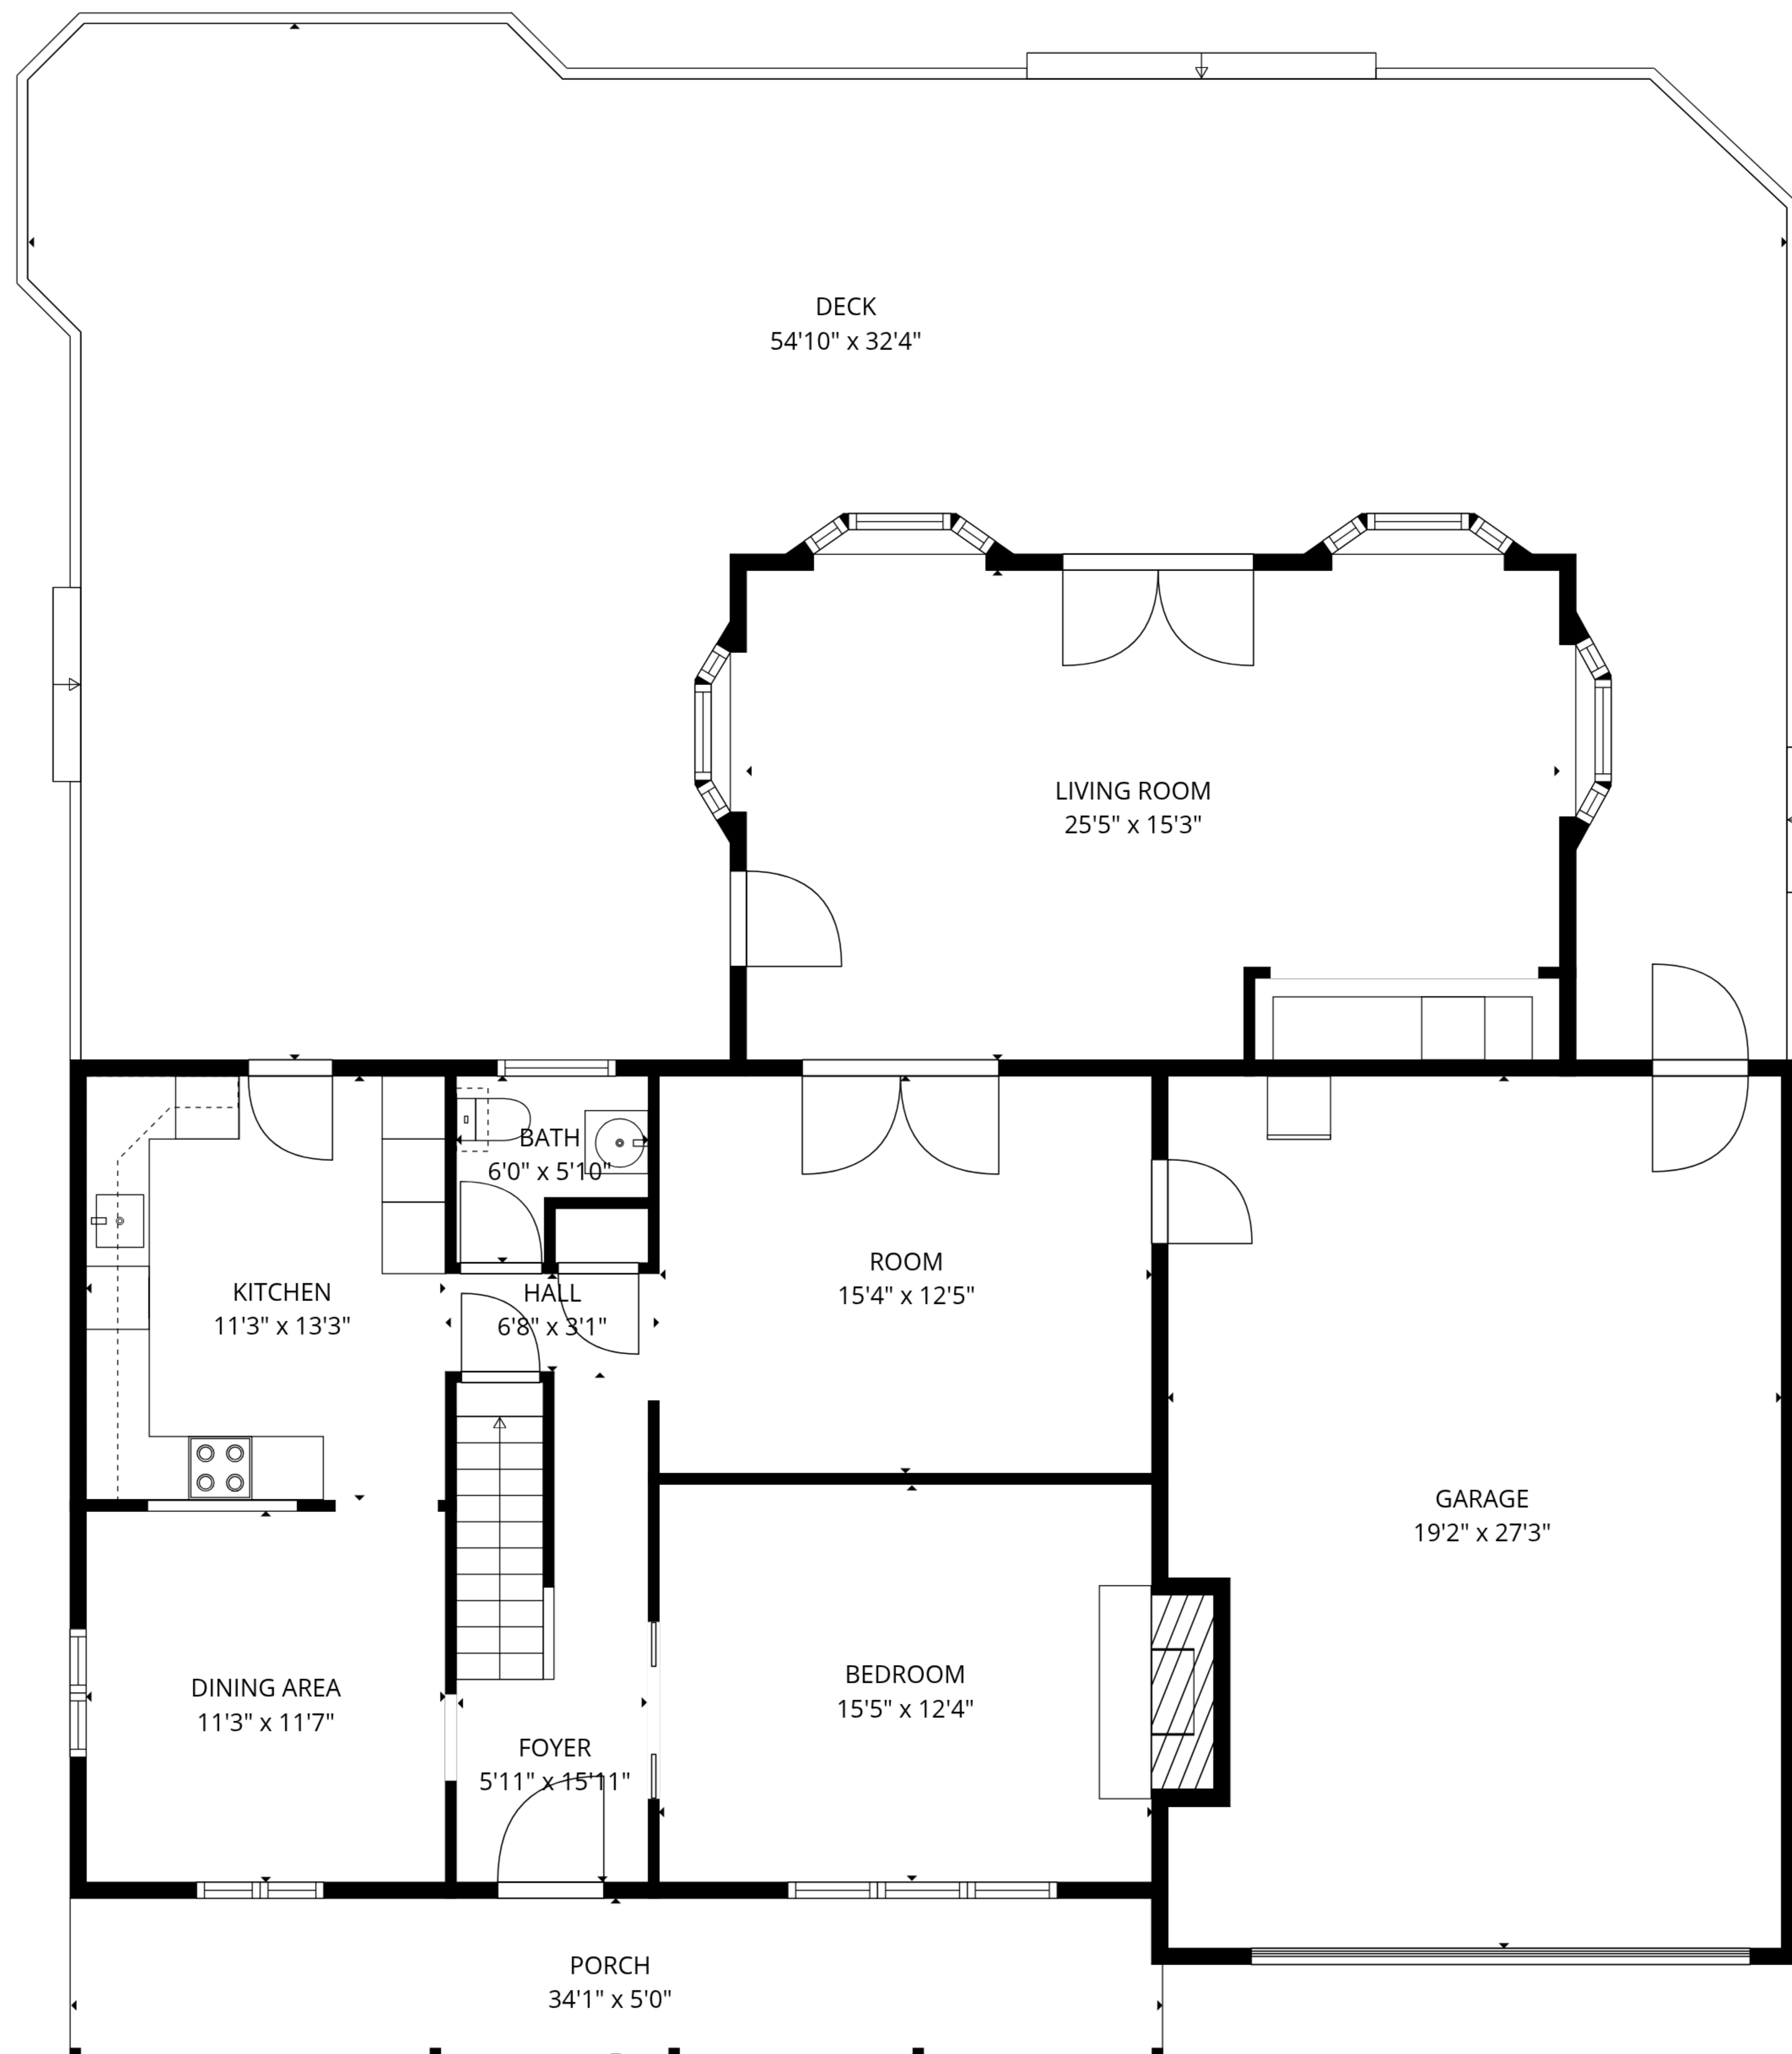 DECK
54'10" x 32'4"
LIVING ROOM
25'5" x 15'3"
BATH
6'0" x 5'10"
ROOM
15'4" x 12'5"
KITCHEN
11'3" x 13'3"
HALL
6'8" x 3'1"
GARAGE
19'2" x 27'3"
DINING AREA
11'3" x 11'7"
BEDROOM
15'5" x 12'4"
FOYER
5'11" x 15'11"
PORCH
34'1" x 5'0"